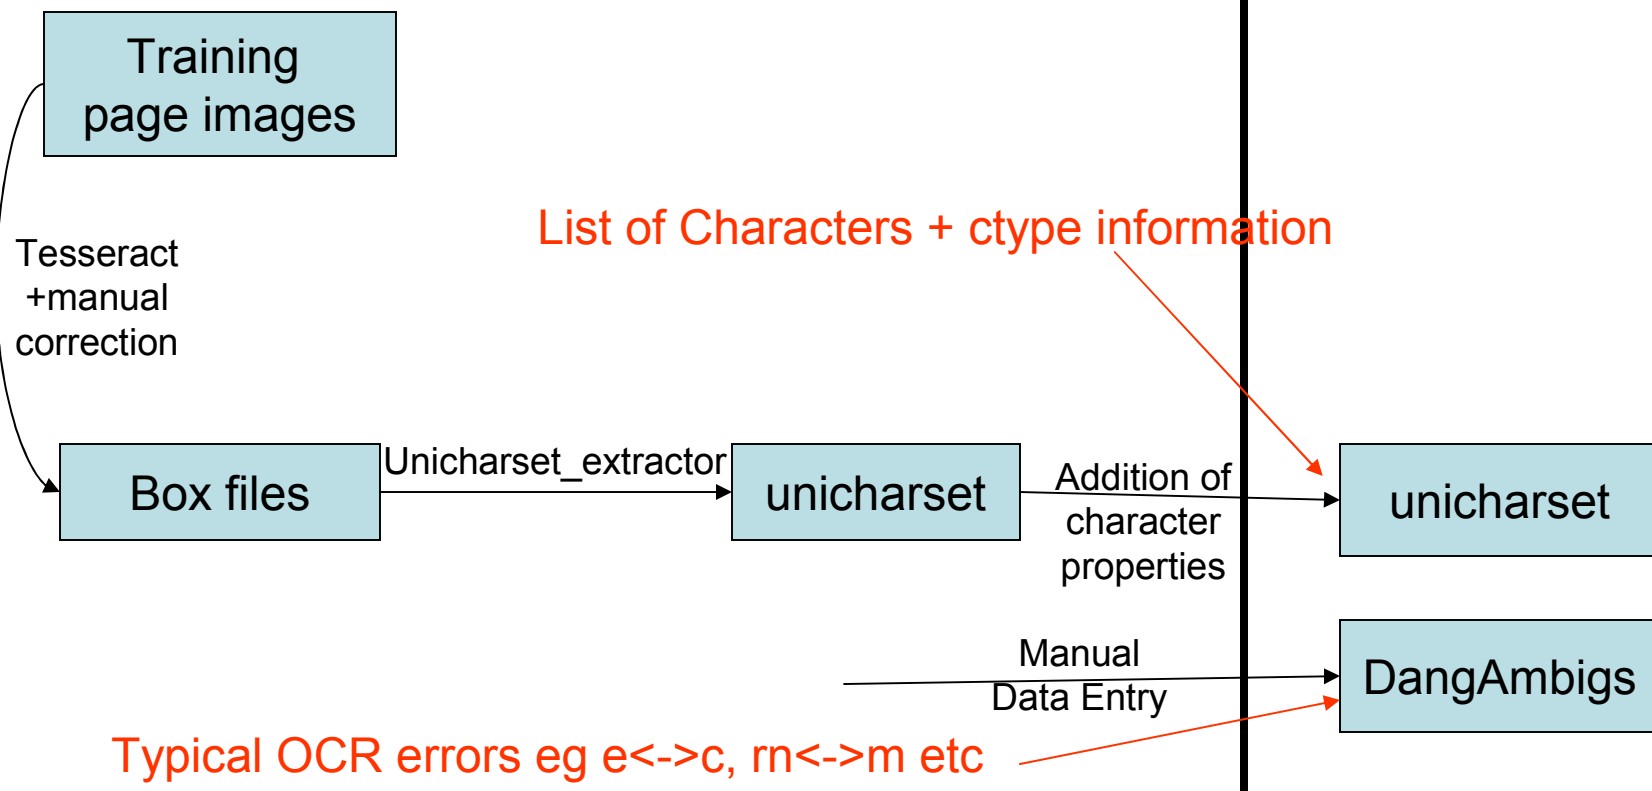 Training
page images
List of Characters + ctype information
Tesseract
+manual
correction
Box files
Unicharset_extractor
unicharset
Addition of
character
properties
unicharset
Manual
Data Entry
DangAmbigs
Typical OCR errors eg e<->c, rn<->m etc